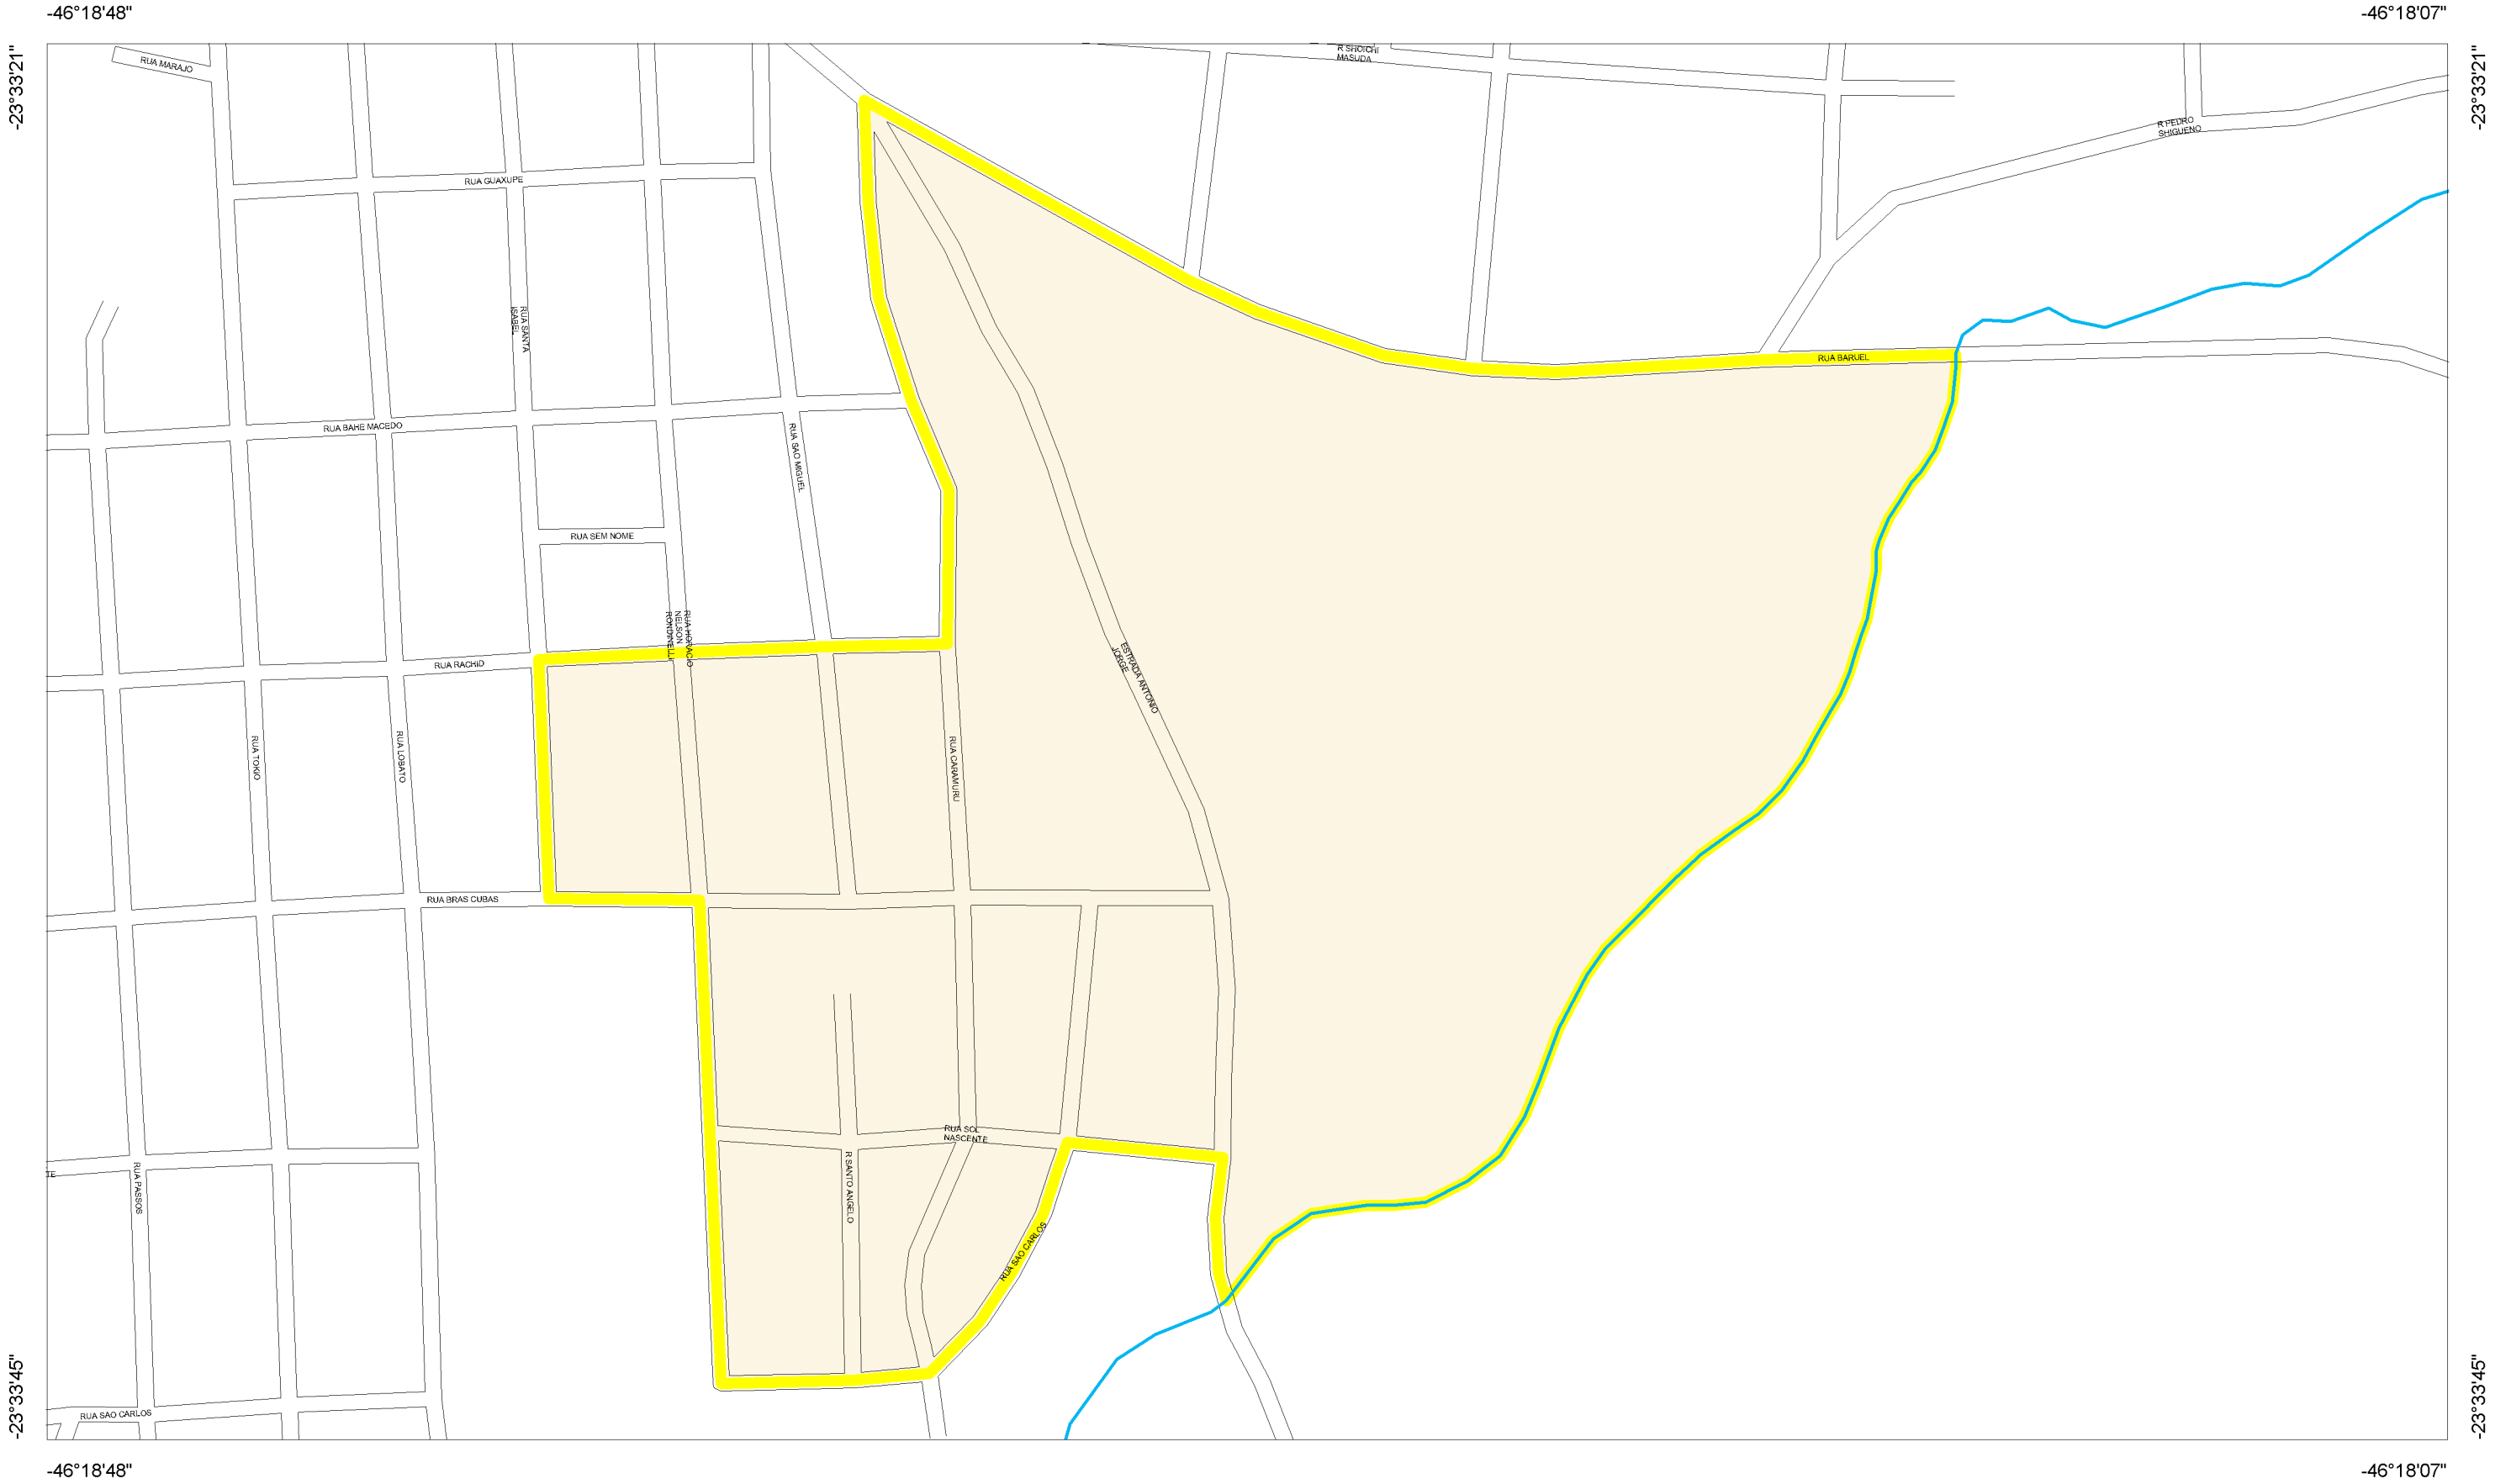 -46°18'48"
-46°18'07"
-23°33'21"
-23°33'21"
R SHOICHI
MASUDA
RUA MARAJO
R PEDRO
SHIGUENO
RUA GUAXUPE
RUA SANTA
ISABEL
RUA BARUEL
RUA BAHE MACEDO
RUA SAO MIGUEL
RUA SEM NOME
RUA HORACIO
NELSON
RONDINELLI
RUA RACHID
ESTRADA ANTONIO
JORGE
RUA TOKIO
RUA LOBATO
RUA CARAMURU
RUA BRAS CUBAS
RUA SOL
NASCENTE
TE
RUA PASSOS
R SANTO ANGELO
RUA SAO CARLOS
RUA SAO CARLOS
-23°33'45"
-23°33'45"
-46°18'48"
-46°18'07"